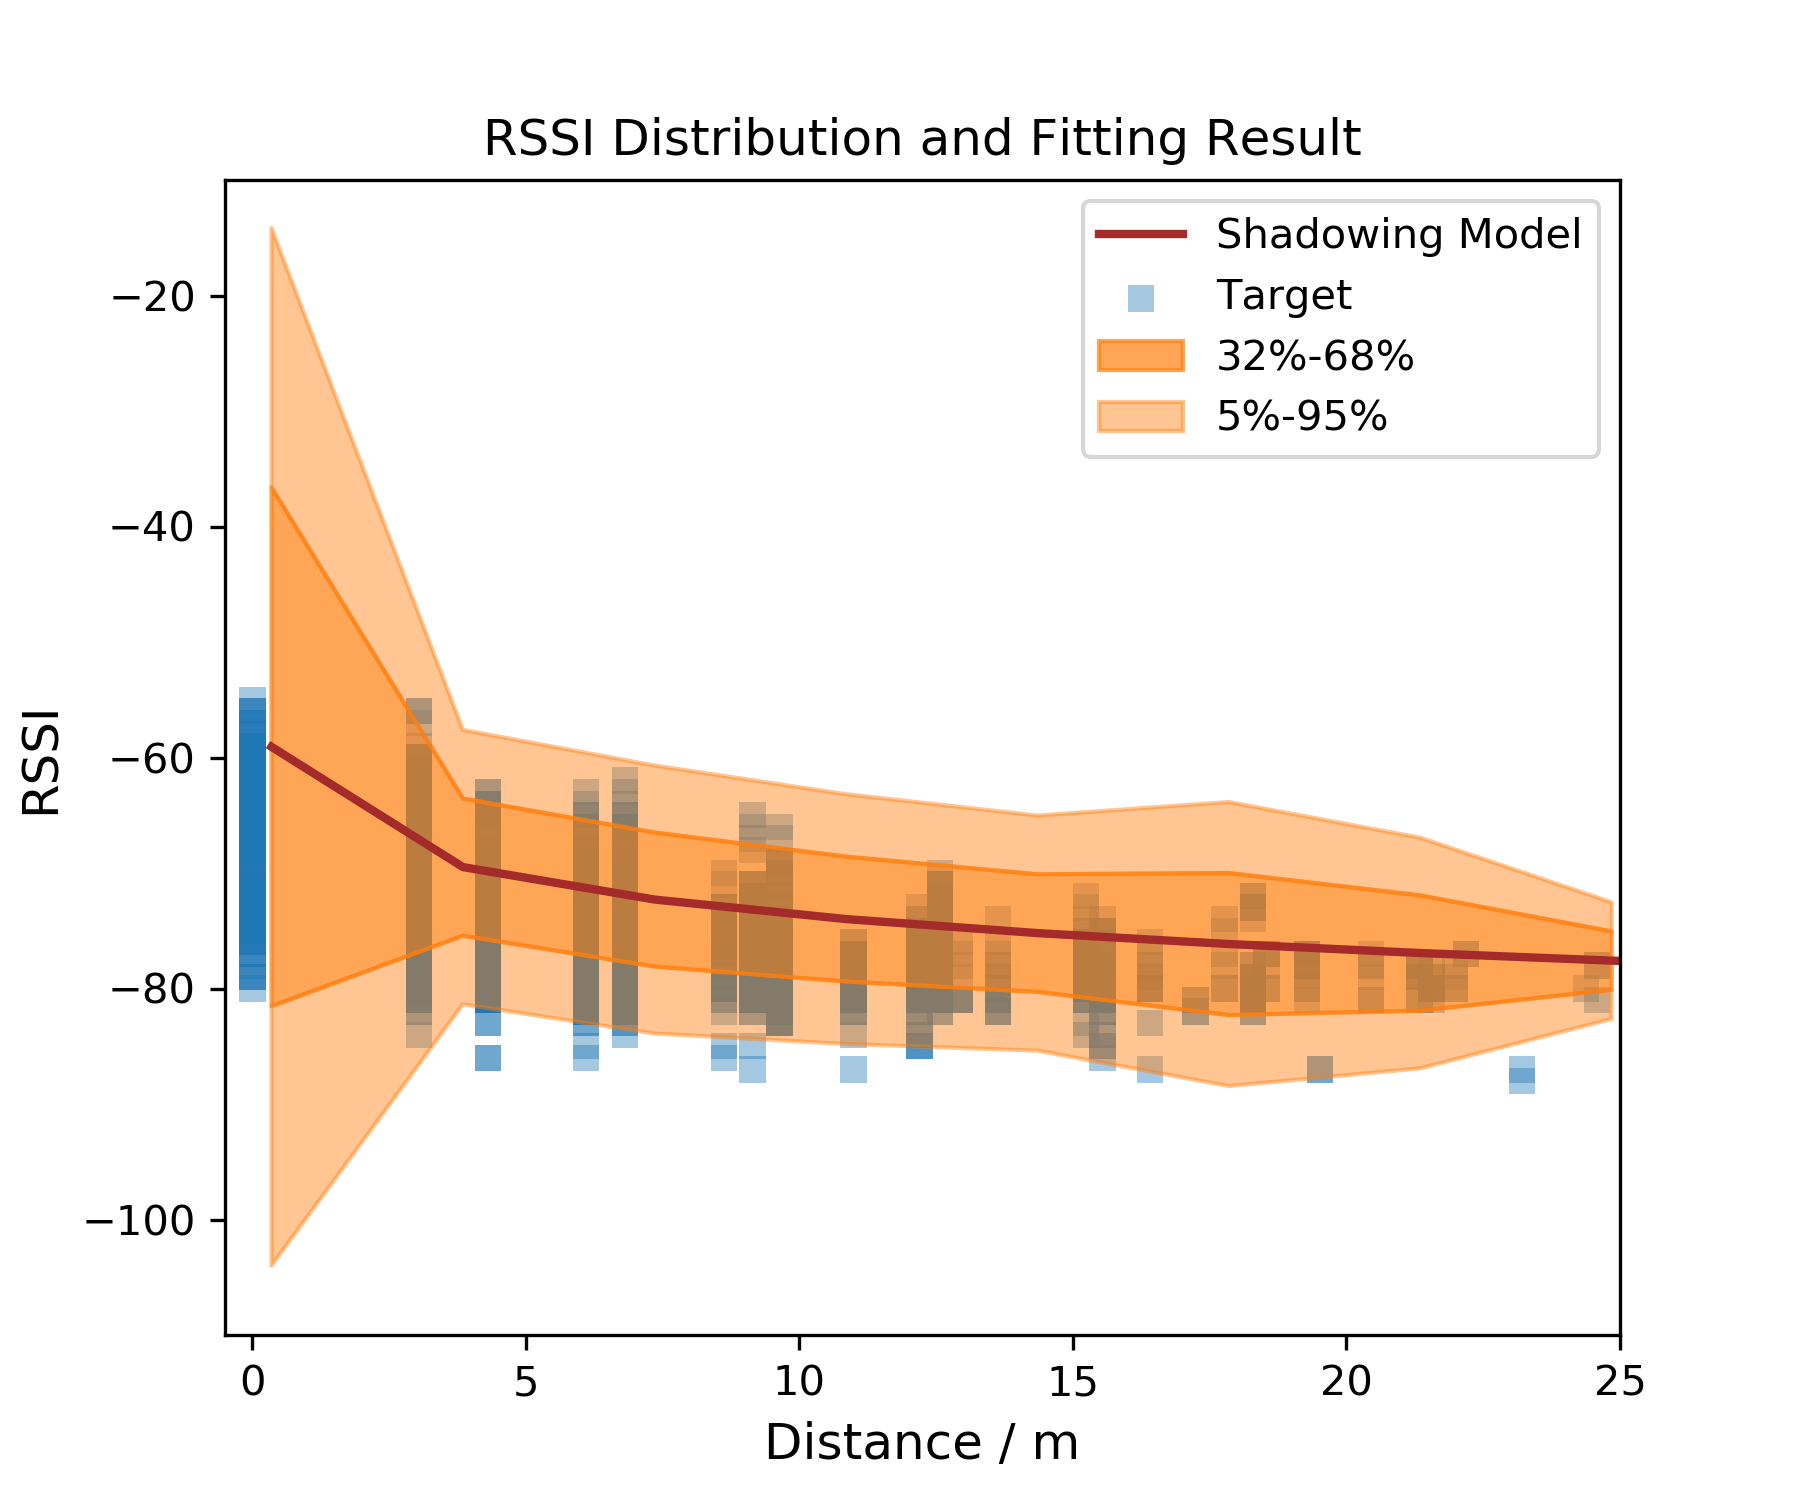 RSSI Distribution and Fitting Result
Shadowing Model
Target
32%-68%
5%-95%
−20
−40
−60
−80
−100
RSSI
0 5 10 15 20 25
Distance / m